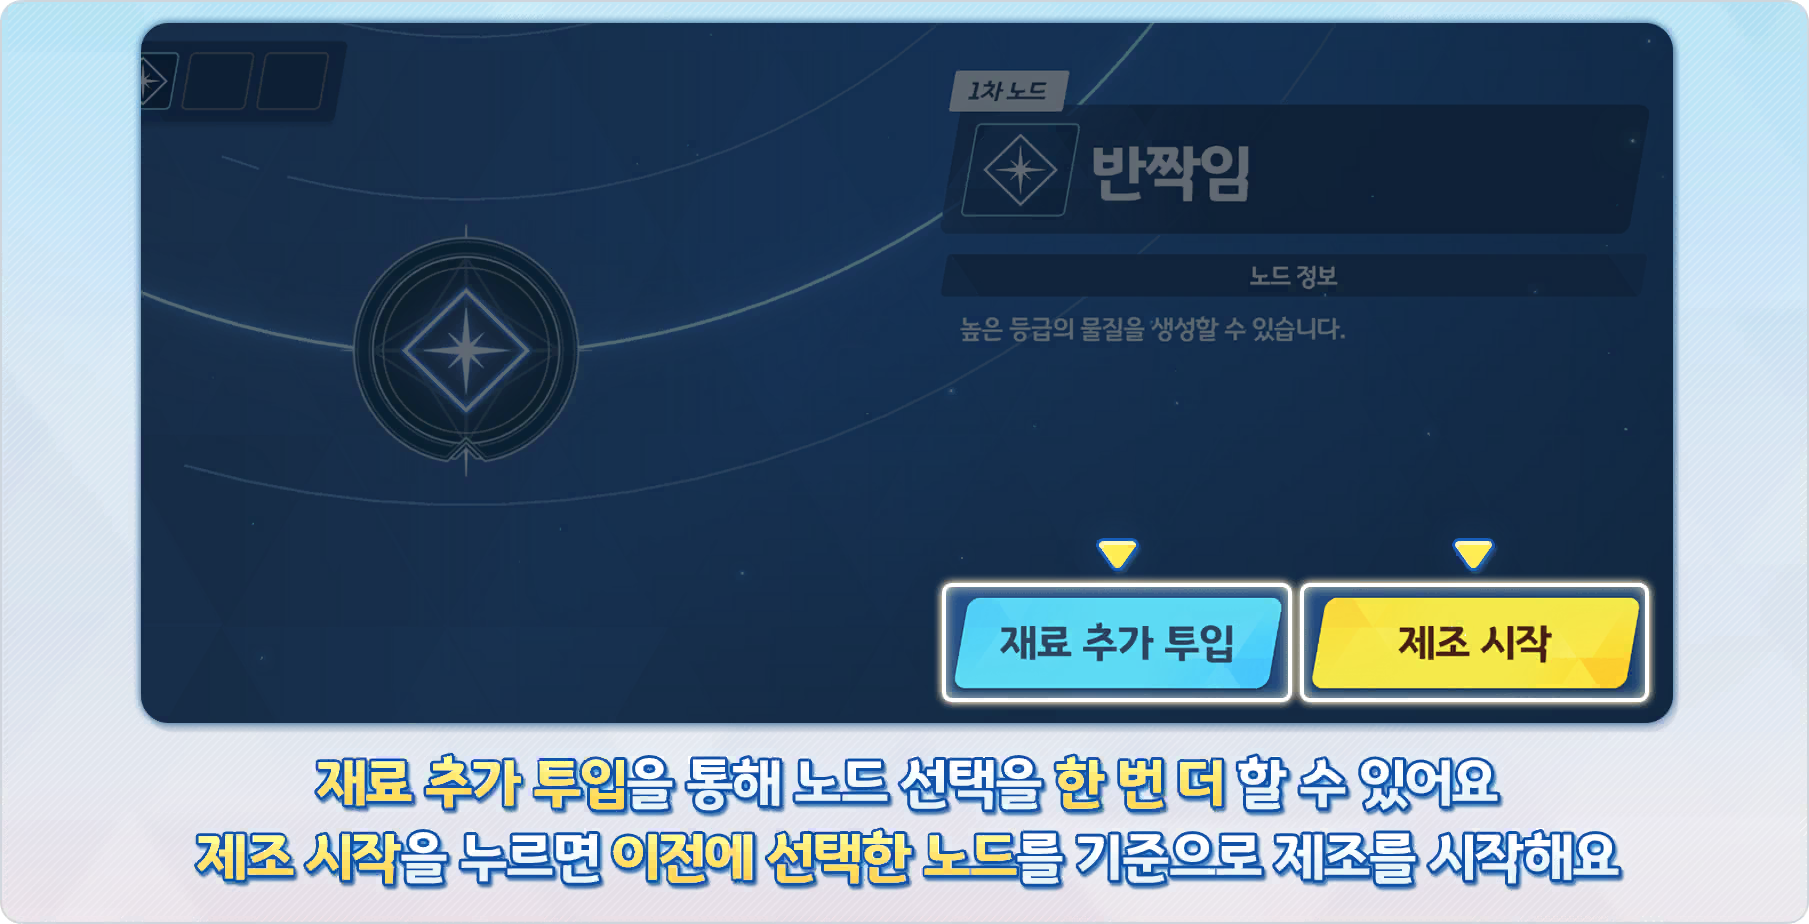 1차 노드
반짝임
노드 정보
높은 등급의 물질을 생성할 수 있습니다.
재료 추가 투입
제조 시작
재료 추가 투입을 통해 노드 선택을 한 번 더 할 수 있어요
제조 시작을 누르면 이전에 선택한 노드를 기준으로 제조를 시작해요